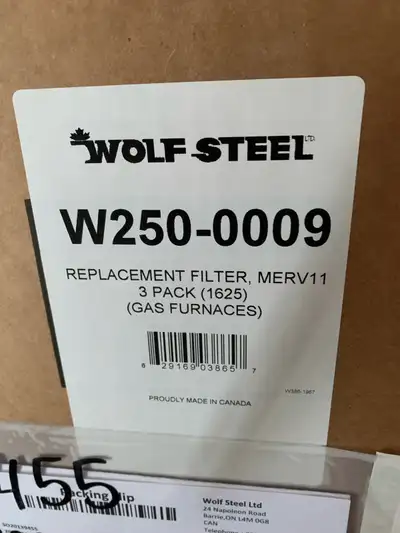 WOLF STEEL LTD.
W250-0009
REPLACEMENT FILTER, MERV11
3 PACK (1625)
(GAS FURNACES)
6 29169 03865 7
PROUDLY MADE IN CANADA
455
Packing Slip
Wolf Steel Ltd
24 Napoleon Road
Barrie,ON L4M 0G8
CAN